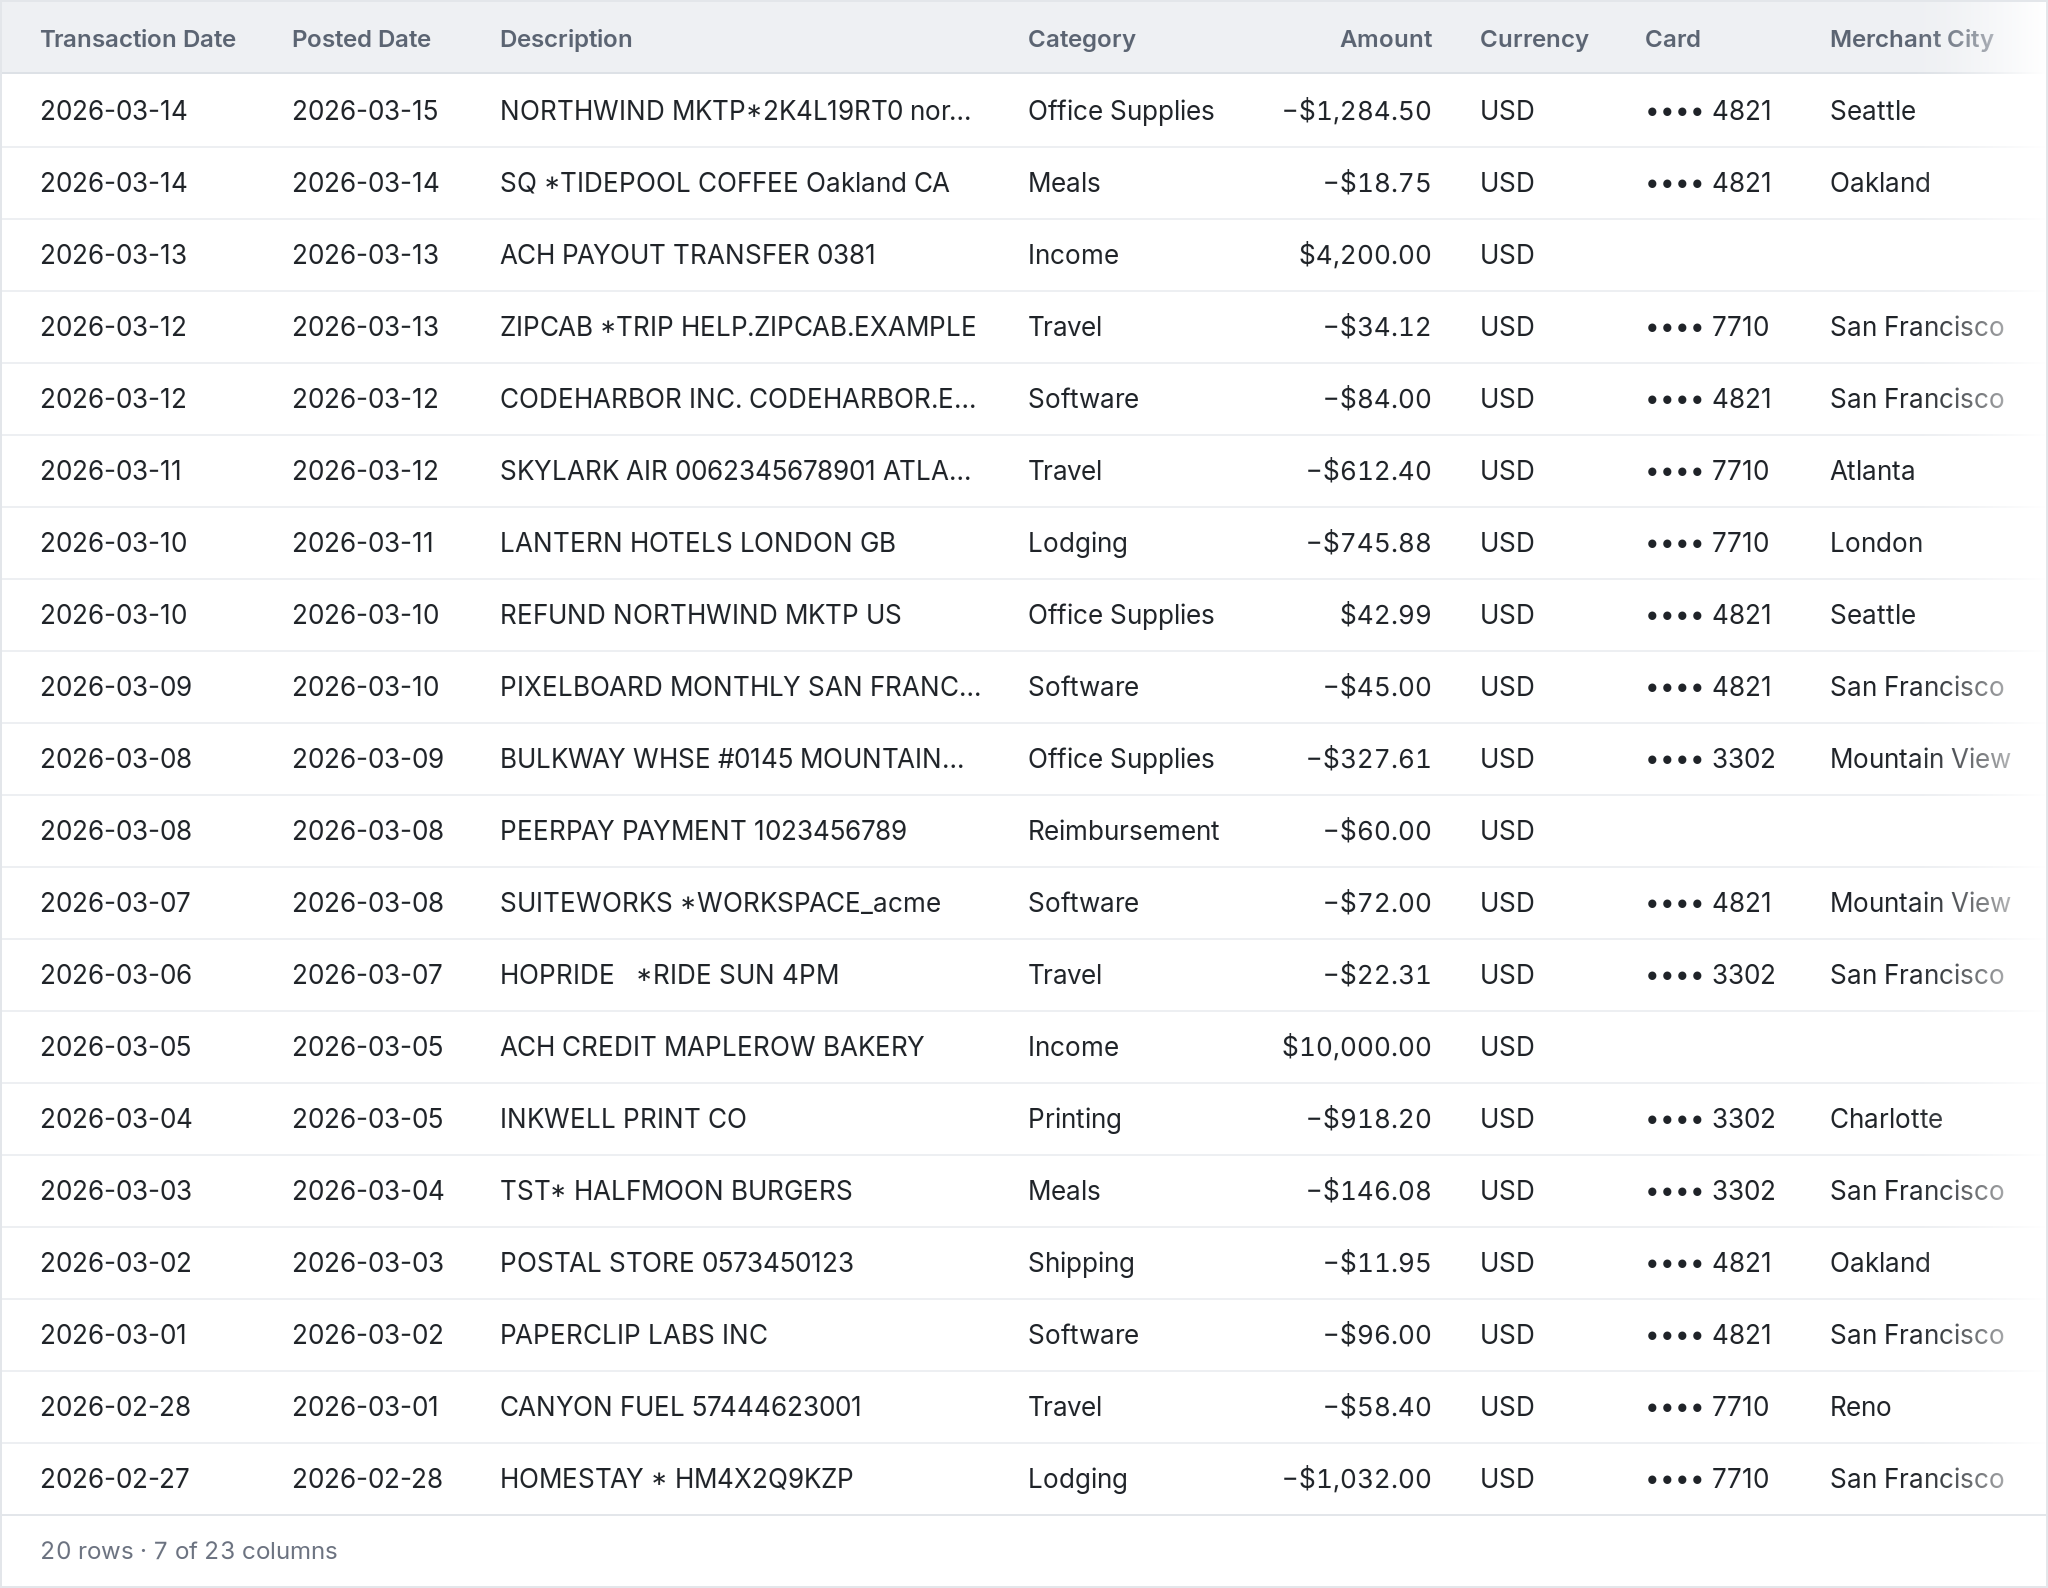 Transaction Date Posted Date Description Category Amount Currency Card Merchant City
2026-03-14 2026-03-15 NORTHWIND MKTP*2K4L19RT0 nor... Office Supplies −$1,284.50 USD •••• 4821 Seattle
2026-03-14 2026-03-14 SQ *TIDEPOOL COFFEE Oakland CA Meals −$18.75 USD •••• 4821 Oakland
2026-03-13 2026-03-13 ACH PAYOUT TRANSFER 0381 Income $4,200.00 USD
2026-03-12 2026-03-13 ZIPCAB *TRIP HELP.ZIPCAB.EXAMPLE Travel −$34.12 USD •••• 7710 San Francisco
2026-03-12 2026-03-12 CODEHARBOR INC. CODEHARBOR.E... Software −$84.00 USD •••• 4821 San Francisco
2026-03-11 2026-03-12 SKYLARK AIR 0062345678901 ATLA... Travel −$612.40 USD •••• 7710 Atlanta
2026-03-10 2026-03-11 LANTERN HOTELS LONDON GB Lodging −$745.88 USD •••• 7710 London
2026-03-10 2026-03-10 REFUND NORTHWIND MKTP US Office Supplies $42.99 USD •••• 4821 Seattle
2026-03-09 2026-03-10 PIXELBOARD MONTHLY SAN FRANC... Software −$45.00 USD •••• 4821 San Francisco
2026-03-08 2026-03-09 BULKWAY WHSE #0145 MOUNTAIN... Office Supplies −$327.61 USD •••• 3302 Mountain View
2026-03-08 2026-03-08 PEERPAY PAYMENT 1023456789 Reimbursement −$60.00 USD
2026-03-07 2026-03-08 SUITEWORKS *WORKSPACE_acme Software −$72.00 USD •••• 4821 Mountain View
2026-03-06 2026-03-07 HOPRIDE   *RIDE SUN 4PM Travel −$22.31 USD •••• 3302 San Francisco
2026-03-05 2026-03-05 ACH CREDIT MAPLEROW BAKERY Income $10,000.00 USD
2026-03-04 2026-03-05 INKWELL PRINT CO Printing −$918.20 USD •••• 3302 Charlotte
2026-03-03 2026-03-04 TST* HALFMOON BURGERS Meals −$146.08 USD •••• 3302 San Francisco
2026-03-02 2026-03-03 POSTAL STORE 0573450123 Shipping −$11.95 USD •••• 4821 Oakland
2026-03-01 2026-03-02 PAPERCLIP LABS INC Software −$96.00 USD •••• 4821 San Francisco
2026-02-28 2026-03-01 CANYON FUEL 57444623001 Travel −$58.40 USD •••• 7710 Reno
2026-02-27 2026-02-28 HOMESTAY * HM4X2Q9KZP Lodging −$1,032.00 USD •••• 7710 San Francisco
20 rows · 7 of 23 columns